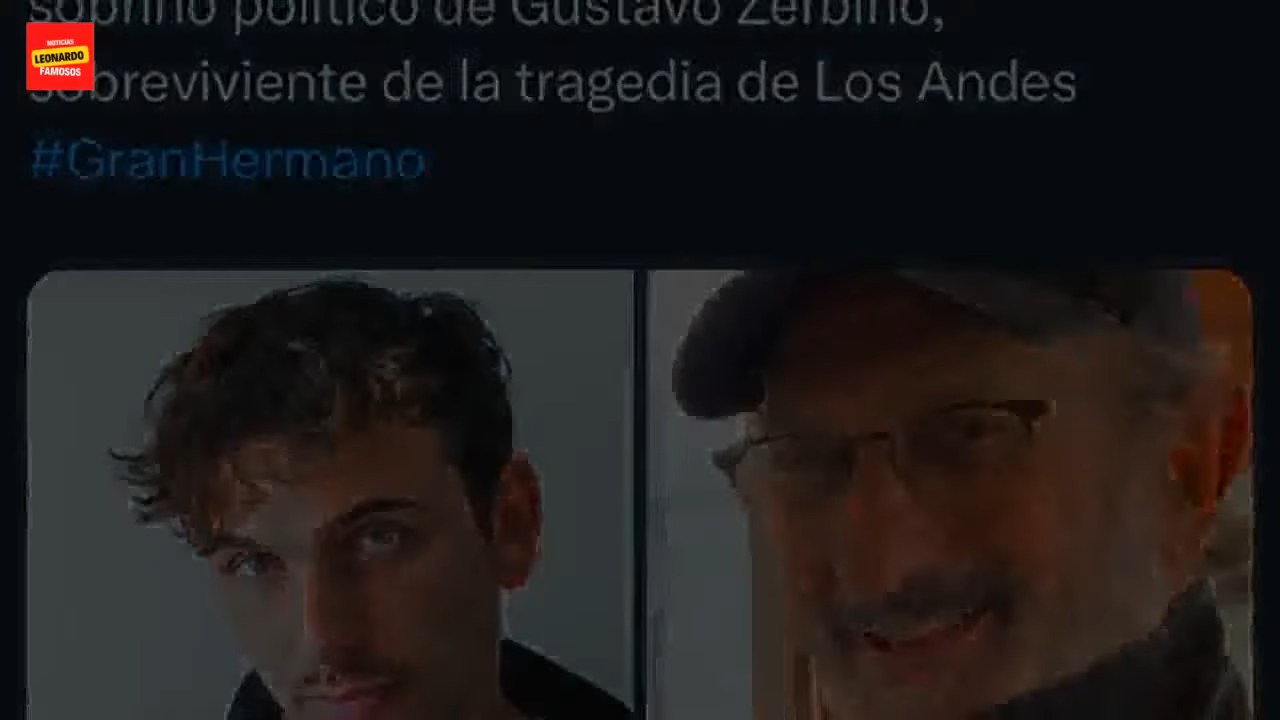 sobrino político de Gustavo Zerbino,
sobreviviente de la tragedia de Los Andes
#GranHermano
NOTICIAS
LEONARDO
FAMOSOS